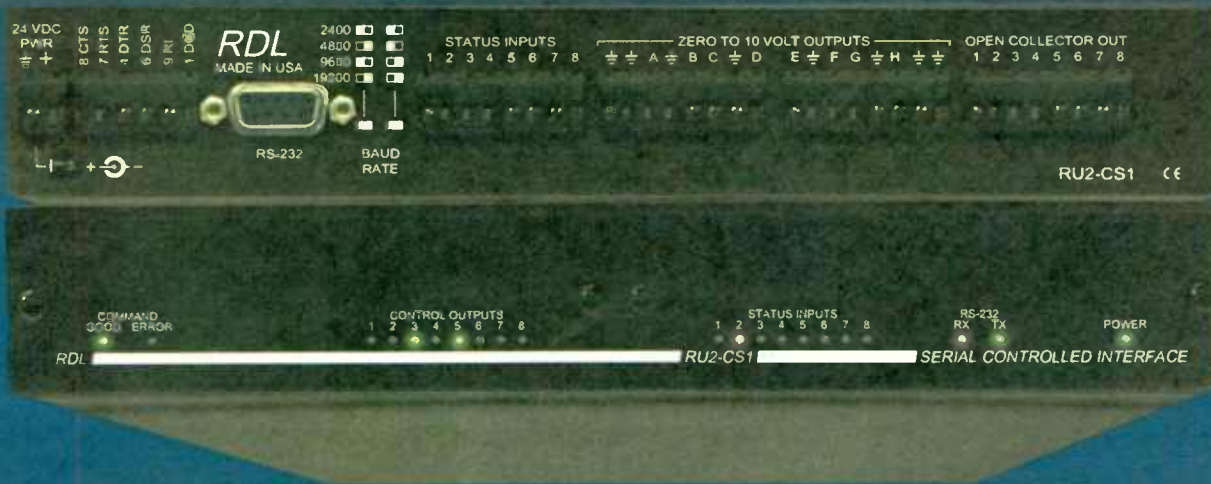 24 VDC
PWR
+
8 CTS
7 RTS
4 DTR
6 DSR
9 RI
1 DCD
RDL
MADE IN USA
RS-232
2400
4800
9600
19200
BAUD
RATE
STATUS INPUTS
1 2 3 4 5 6 7 8
ZERO TO 10 VOLT OUTPUTS
A B C D E F G H
OPEN COLLECTOR OUT
1 2 3 4 5 6 7 8
- + -
RU2-CS1 CE
COMMAND
GOOD ERROR
CONTROL OUTPUTS
1 2 3 4 5 6 7 8
STATUS INPUTS
1 2 3 4 5 6 7 8
RS-232
RX TX
POWER
RDL RU2-CS1 SERIAL CONTROLLED INTERFACE